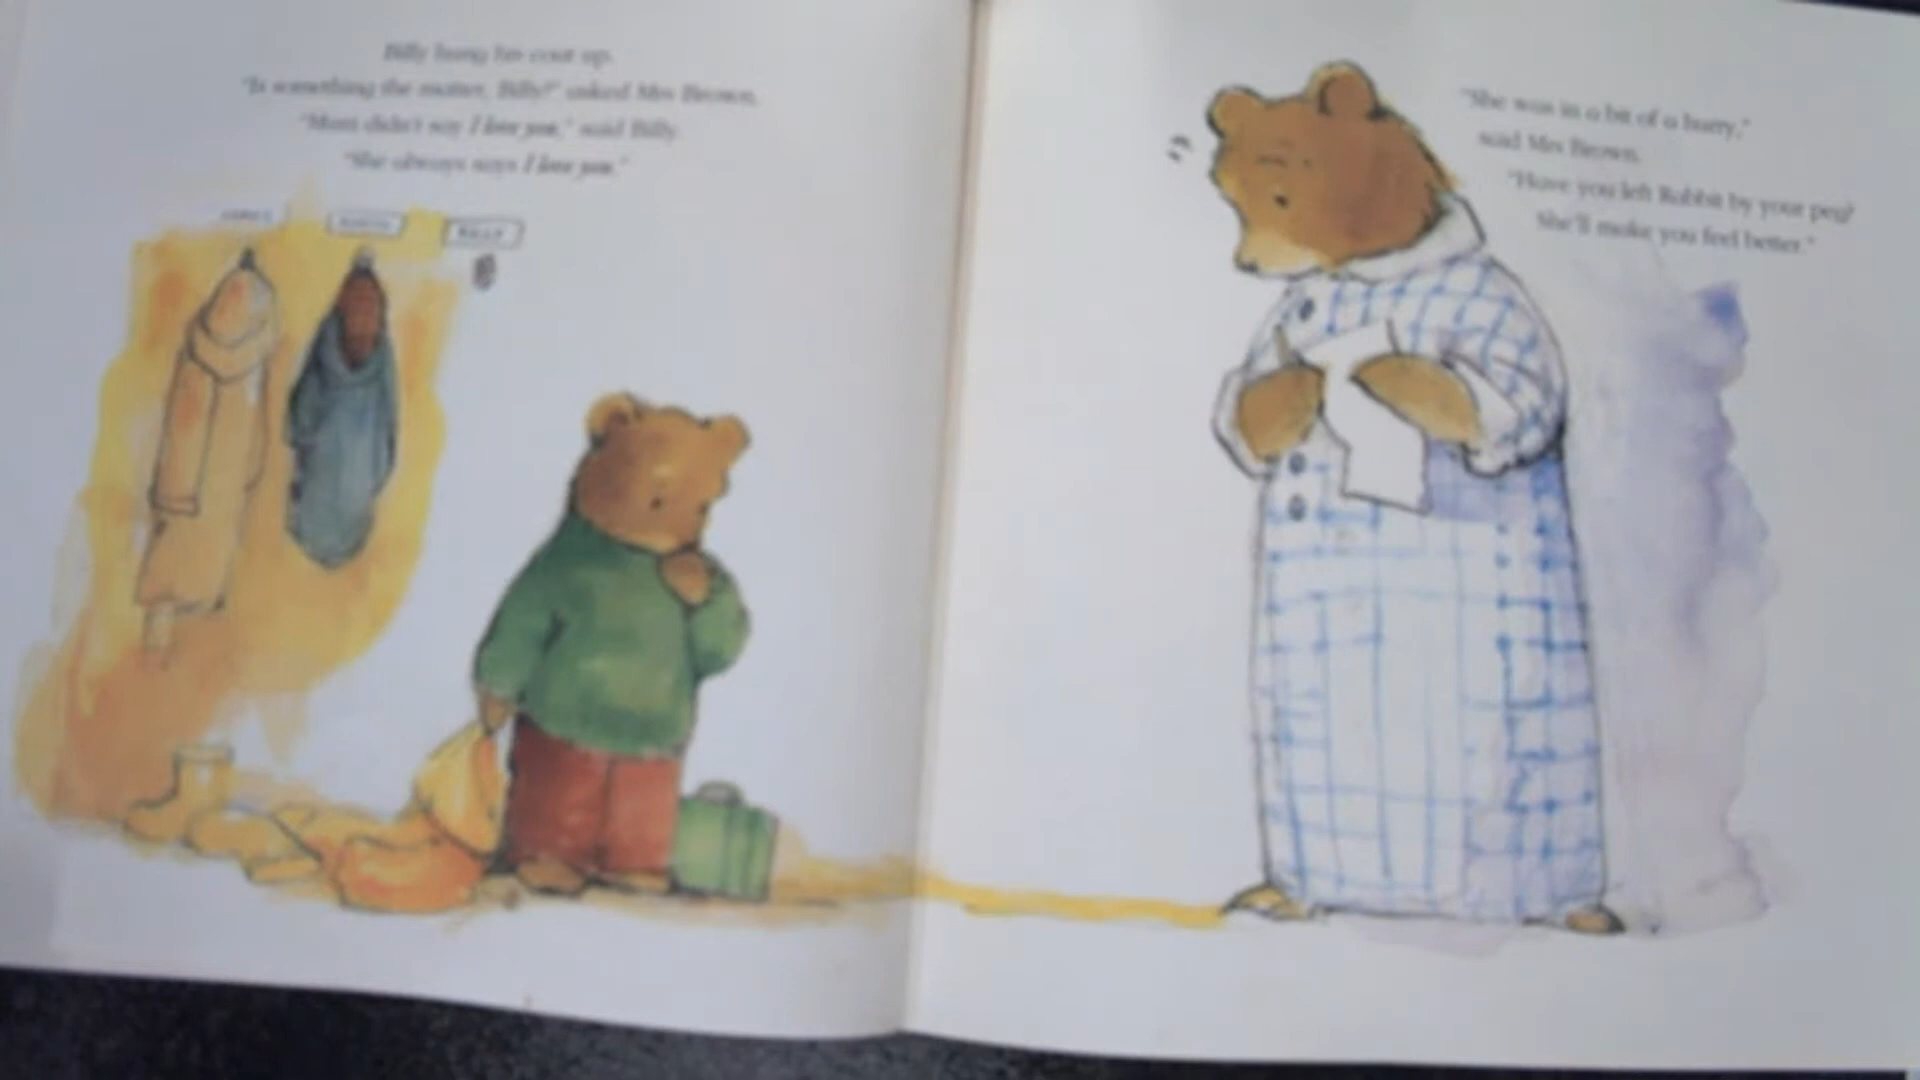 Billy hung his coat up.
"Is something the matter, Billy?" asked Mrs Brown.
"Mum didn't say I love you," said Billy.
"She always says I love you."
BILLY
"She was in a bit of a hurry,"
said Mrs Brown.
"Have you left Rabbit by your peg?
She'll make you feel better."